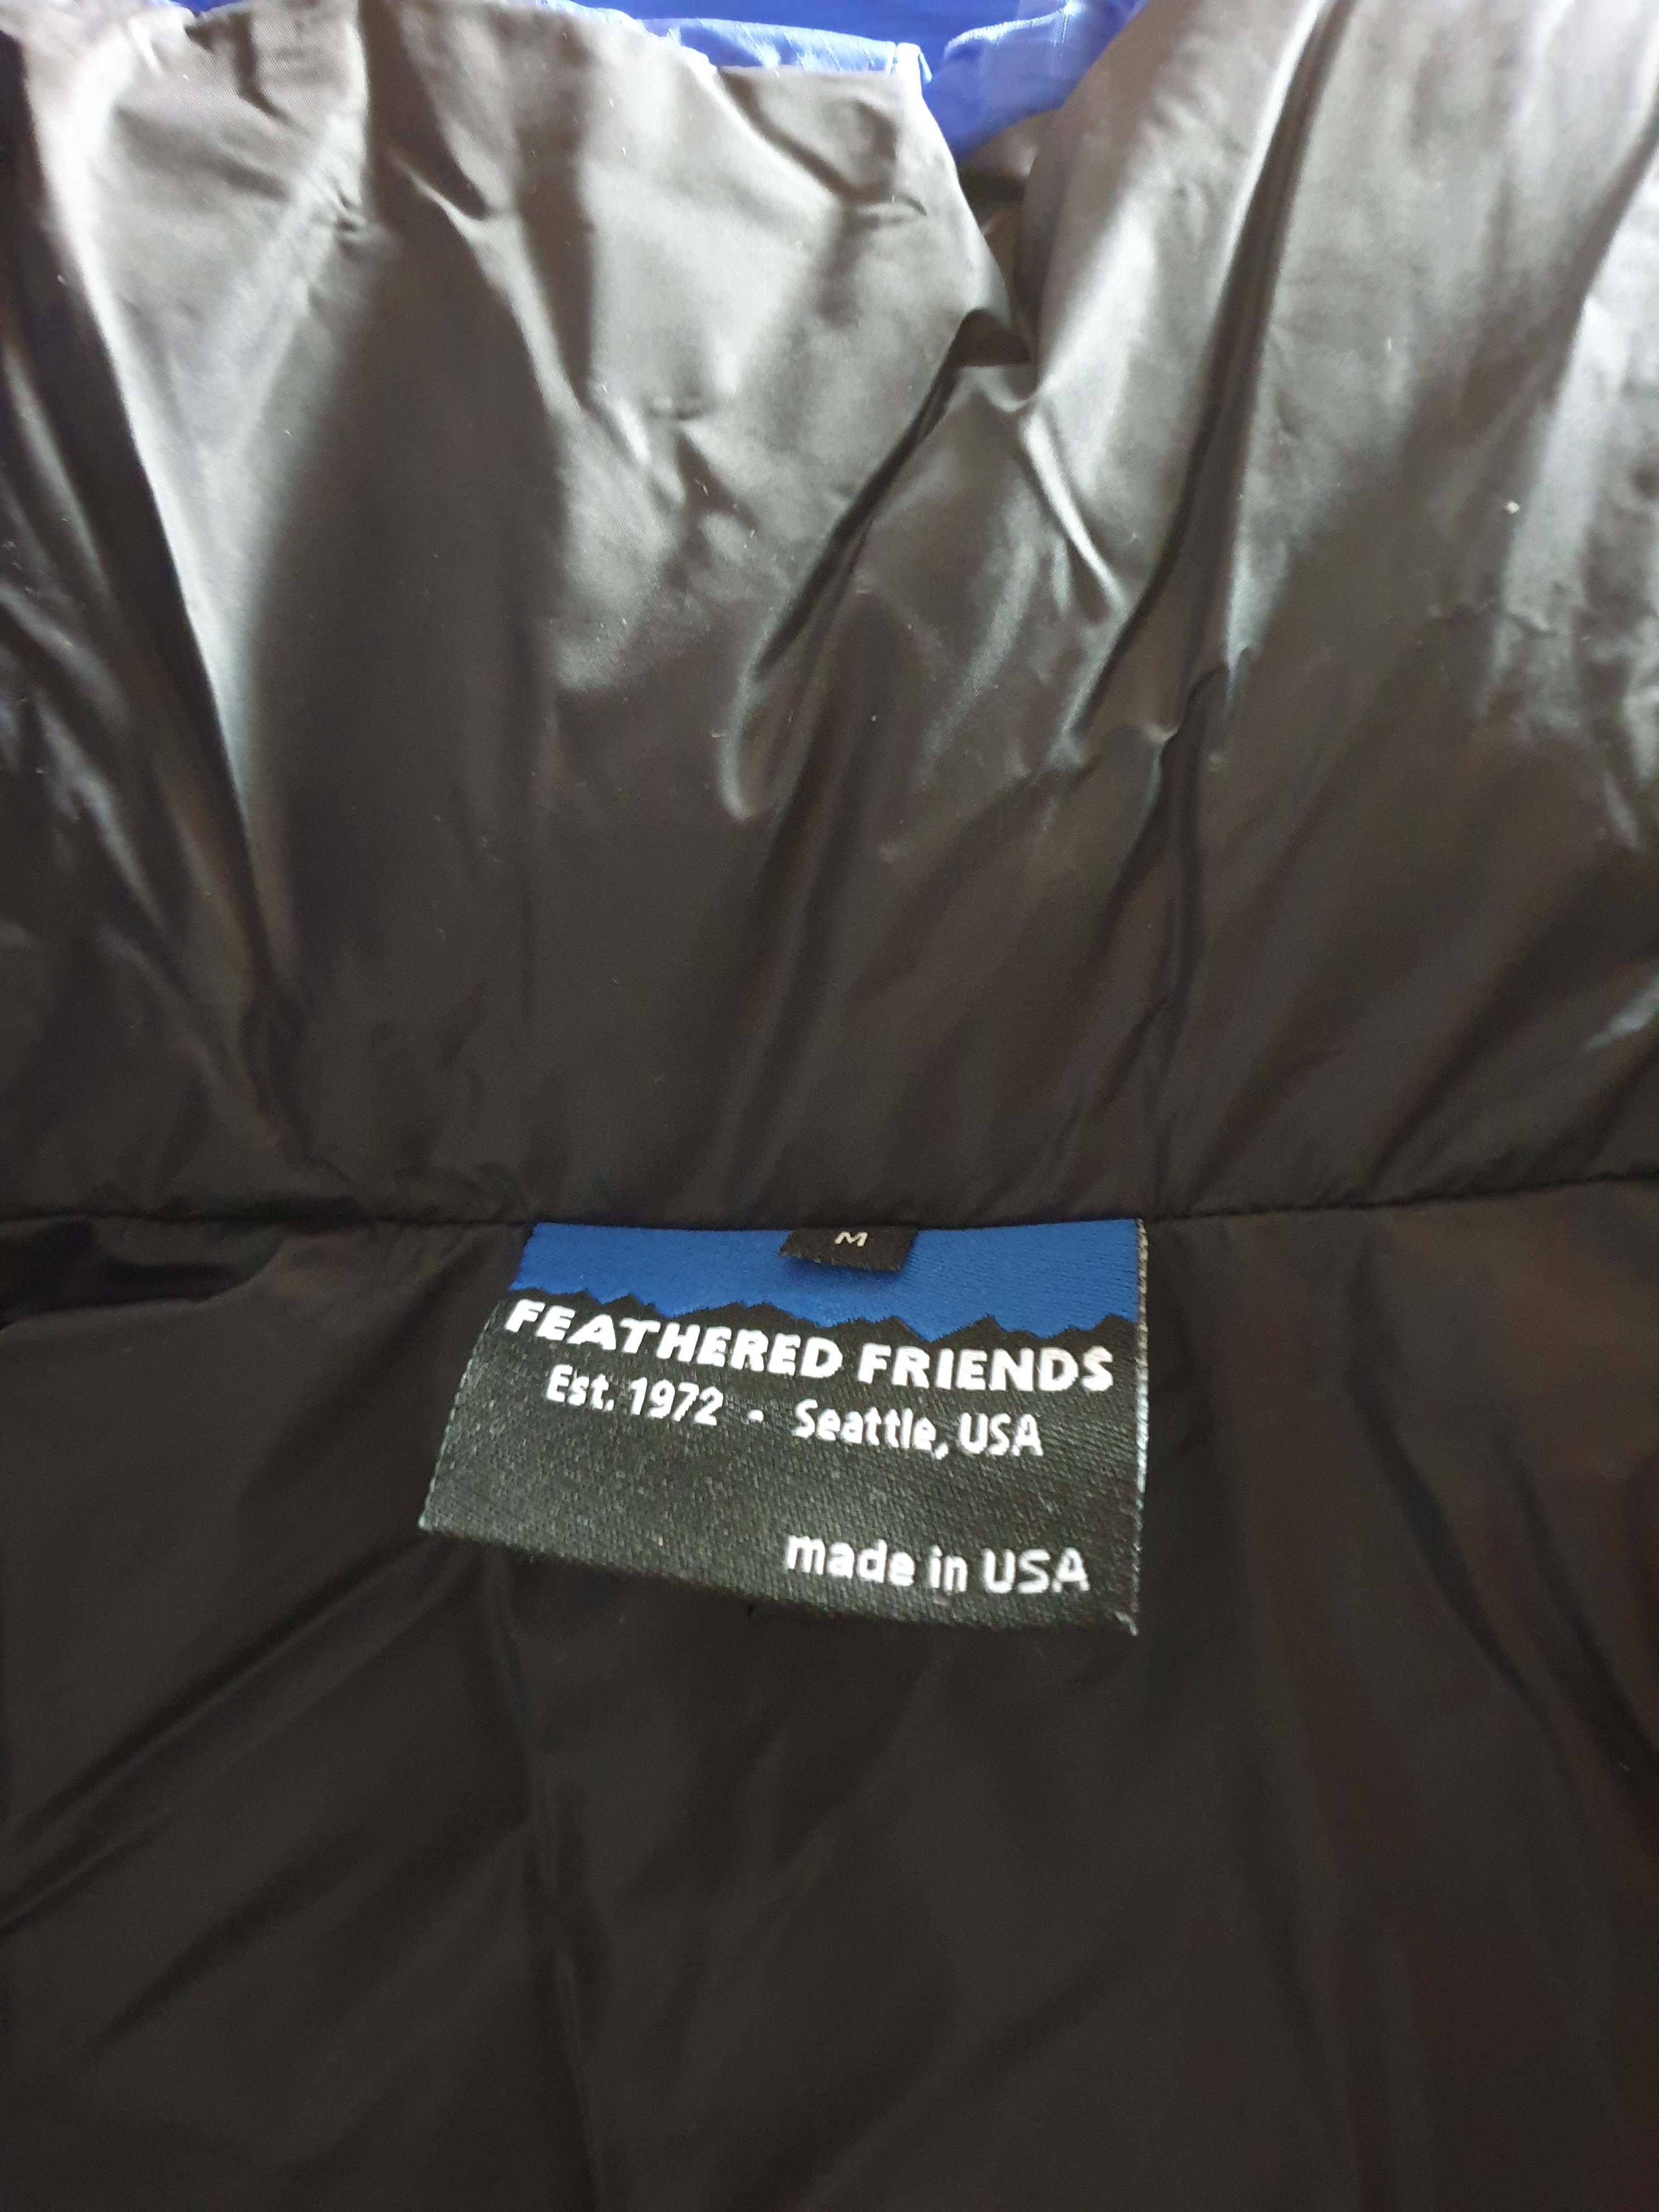 M
FEATHERED FRIENDS
Est. 1972 - Seattle, USA
made in USA